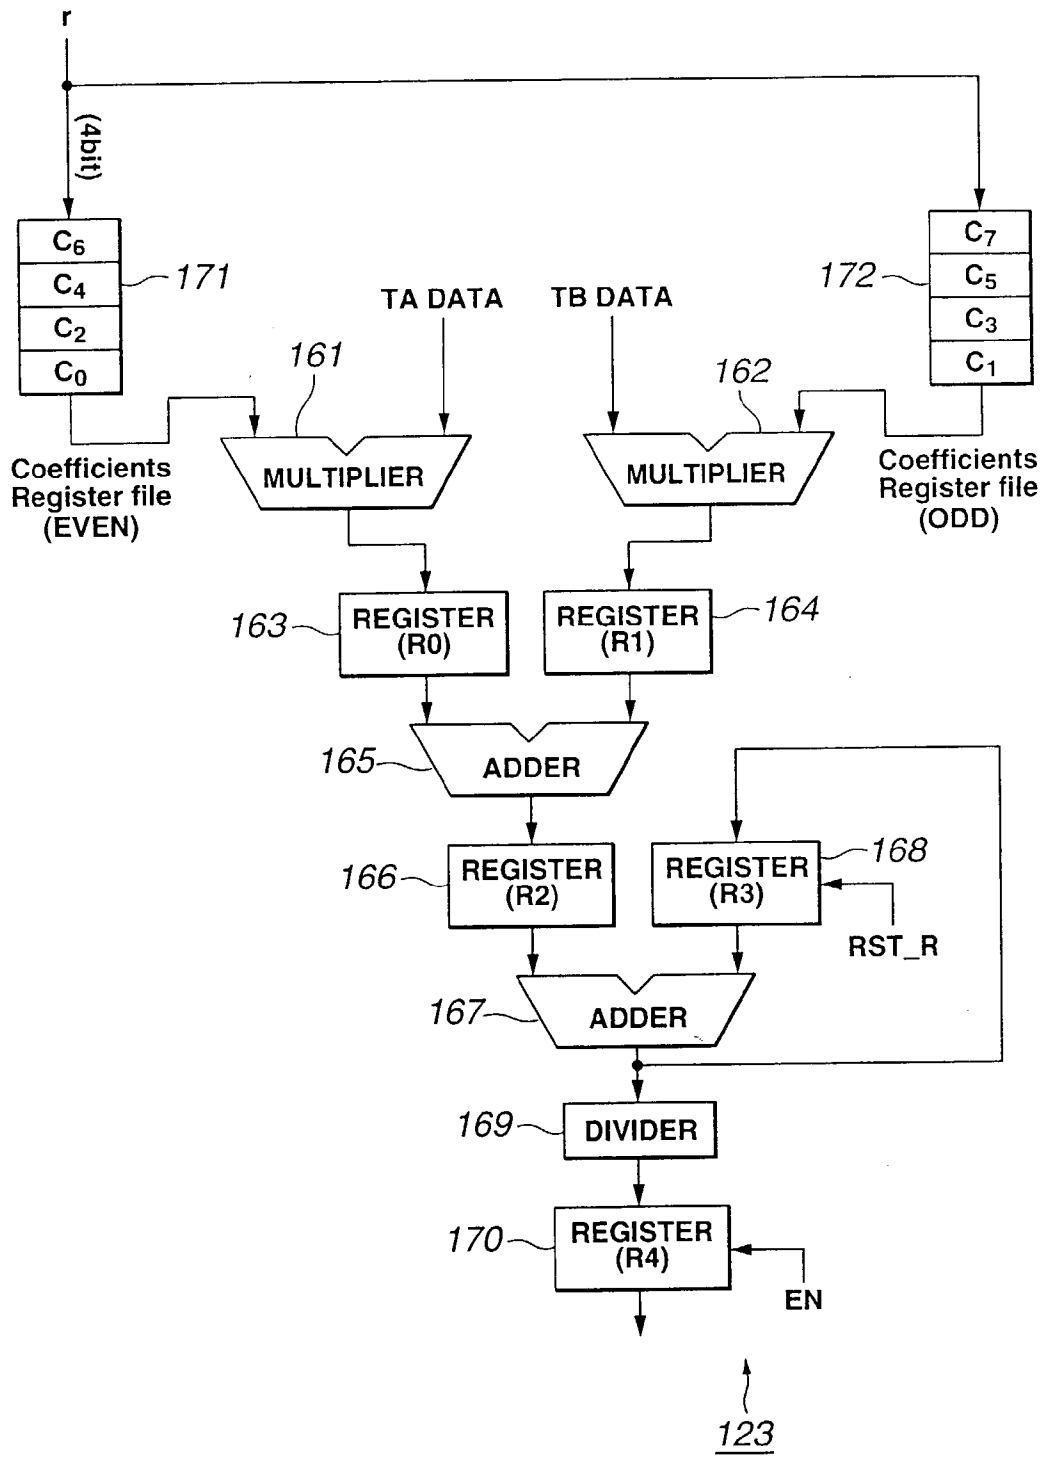 r
(4bit)
C6
C4
C2
C0
171
C7
C5
C3
C1
172
TA DATA
TB DATA
161
162
MULTIPLIER
MULTIPLIER
Coefficients
Register file
(EVEN)
Coefficients
Register file
(ODD)
163
REGISTER
(R0)
REGISTER
(R1)
164
165
ADDER
166
REGISTER
(R2)
REGISTER
(R3)
168
RST_R
167
ADDER
169
DIVIDER
170
REGISTER
(R4)
EN
123